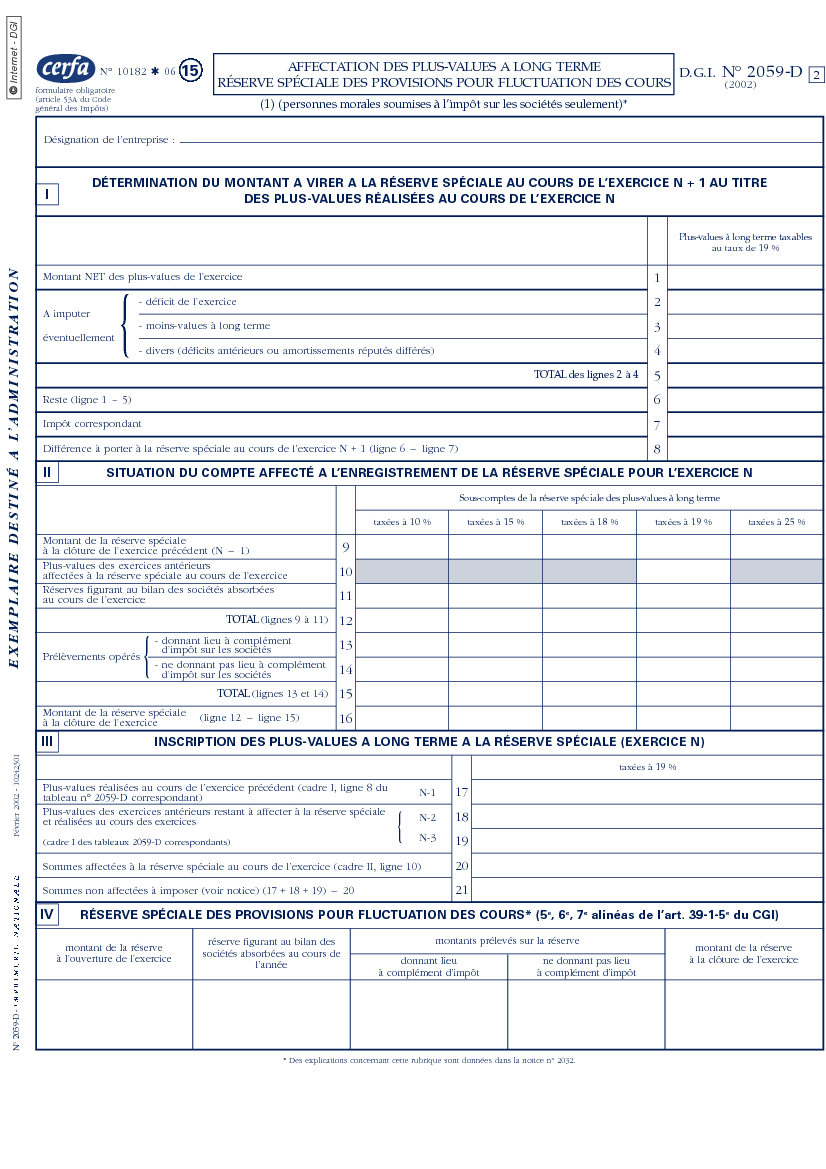 © Internet - DGI
cerfa
N° 10182 ✱ 06
15
formulaire obligatoire
(article 53A du Code
général des Impôts)
AFFECTATION DES PLUS-VALUES A LONG TERME
RÉSERVE SPÉCIALE DES PROVISIONS POUR FLUCTUATION DES COURS
(1) (personnes morales soumises à l'impôt sur les sociétés seulement)*
D.G.I. N° 2059-D 2
(2002)
Désignation de l'entreprise :
I
DÉTERMINATION DU MONTANT A VIRER A LA RÉSERVE SPÉCIALE AU COURS DE L'EXERCICE N + 1 AU TITRE
DES PLUS-VALUES RÉALISÉES AU COURS DE L'EXERCICE N
Plus-values à long terme taxables
au taux de 19 %
Montant NET des plus-values de l'exercice 1
A imputer
éventuellement
- déficit de l'exercice 2
- moins-values à long terme 3
- divers (déficits antérieurs ou amortissements réputés différés) 4
TOTAL des lignes 2 à 4 5
Reste (ligne 1 – 5) 6
Impôt correspondant 7
Différence à porter à la réserve spéciale au cours de l'exercice N + 1 (ligne 6 – ligne 7) 8
II
SITUATION DU COMPTE AFFECTÉ A L'ENREGISTREMENT DE LA RÉSERVE SPÉCIALE POUR L'EXERCICE N
Sous-comptes de la réserve spéciale des plus-values à long terme
taxées à 10 % taxées à 15 % taxées à 18 % taxées à 19 % taxées à 25 %
Montant de la réserve spéciale
à la clôture de l'exercice précédent (N – 1) 9
Plus-values des exercices antérieurs
affectées à la réserve spéciale au cours de l'exercice 10
Réserves figurant au bilan des sociétés absorbées
au cours de l'exercice 11
TOTAL (lignes 9 à 11) 12
Prélèvements opérés
- donnant lieu à complément
d'impôt sur les sociétés 13
- ne donnant pas lieu à complément
d'impôt sur les sociétés 14
TOTAL (lignes 13 et 14) 15
Montant de la réserve spéciale
à la clôture de l'exercice (ligne 12 – ligne 15) 16
III
INSCRIPTION DES PLUS-VALUES A LONG TERME A LA RÉSERVE SPÉCIALE (EXERCICE N)
taxées à 19 %
Plus-values réalisées au cours de l'exercice précédent (cadre I, ligne 8 du
tableau n° 2059-D correspondant) N-1 17
Plus-values des exercices antérieurs restant à affecter à la réserve spéciale
et réalisées au cours des exercices N-2 18
(cadre I des tableaux 2059-D correspondants) N-3 19
Sommes affectées à la réserve spéciale au cours de l'exercice (cadre II, ligne 10) 20
Sommes non affectées à imposer (voir notice) (17 + 18 + 19) – 20 21
IV
RÉSERVE SPÉCIALE DES PROVISIONS POUR FLUCTUATION DES COURS* (5e, 6e, 7e alinéas de l'art. 39-1-5e du CGI)
montant de la réserve
à l'ouverture de l'exercice
réserve figurant au bilan des
sociétés absorbées au cours de
l'année
montants prélevés sur la réserve
donnant lieu
à complément d'impôt
ne donnant pas lieu
à complément d'impôt
montant de la réserve
à la clôture de l'exercice
* Des explications concernant cette rubrique sont données dans la notice n° 2032.
EXEMPLAIRE DESTINÉ A L'ADMINISTRATION
N° 2059-D - IMPRIMERIE NATIONALE
Février 2002 - 10242301